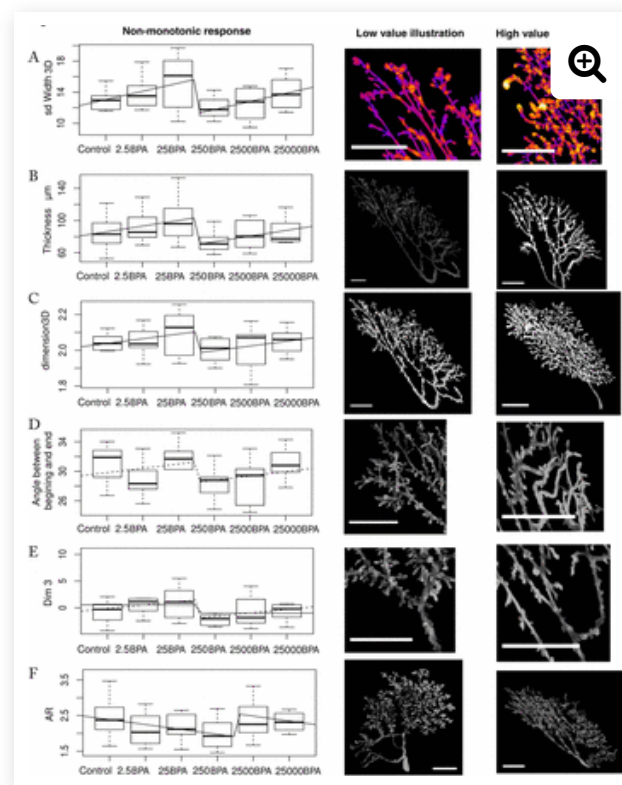 Non-monotonic response
Low value illustration
High value
A
sd Width 3D
10 12 14 16 18
Control 2.5BPA 25BPA 250BPA 2500BPA 25000BPA
B
Thickness µm
60 100 140
Control 2.5BPA 25BPA 250BPA 2500BPA 25000BPA
C
dimension3D
1.8 2.0 2.2
Control 2.5BPA 25BPA 250BPA 2500BPA 25000BPA
D
Angle between
begining and end
26 30 34
Control 2.5BPA 25BPA 250BPA 2500BPA 25000BPA
E
Dim 3
0 5 10
Control 2.5BPA 25BPA 250BPA 2500BPA 25000BPA
F
AR
1.5 2.5 3.5
Control 2.5BPA 25BPA 250BPA 2500BPA 25000BPA